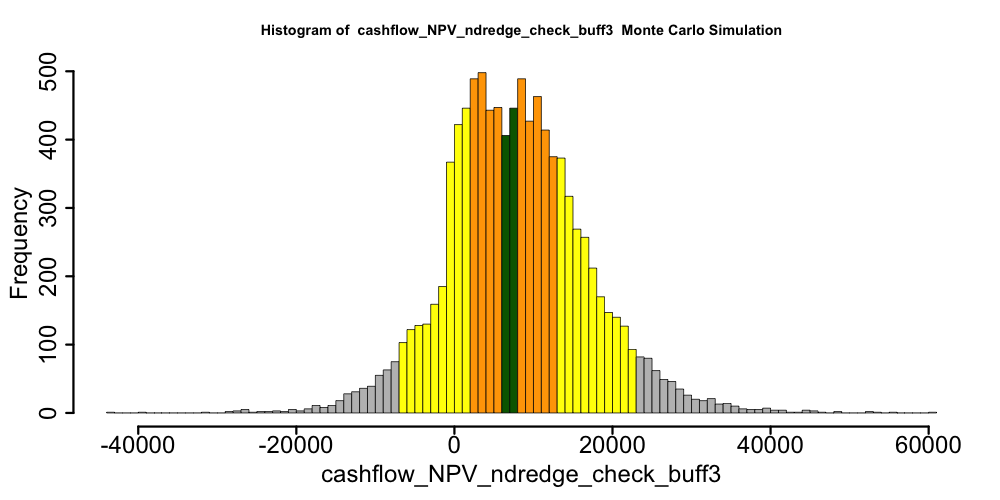 Histogram of cashflow_NPV_ndredge_check_buff3 Monte Carlo Simulation
500
400
300
200
100
0
Frequency
-40000 -20000 0 20000 40000 60000
cashflow_NPV_ndredge_check_buff3